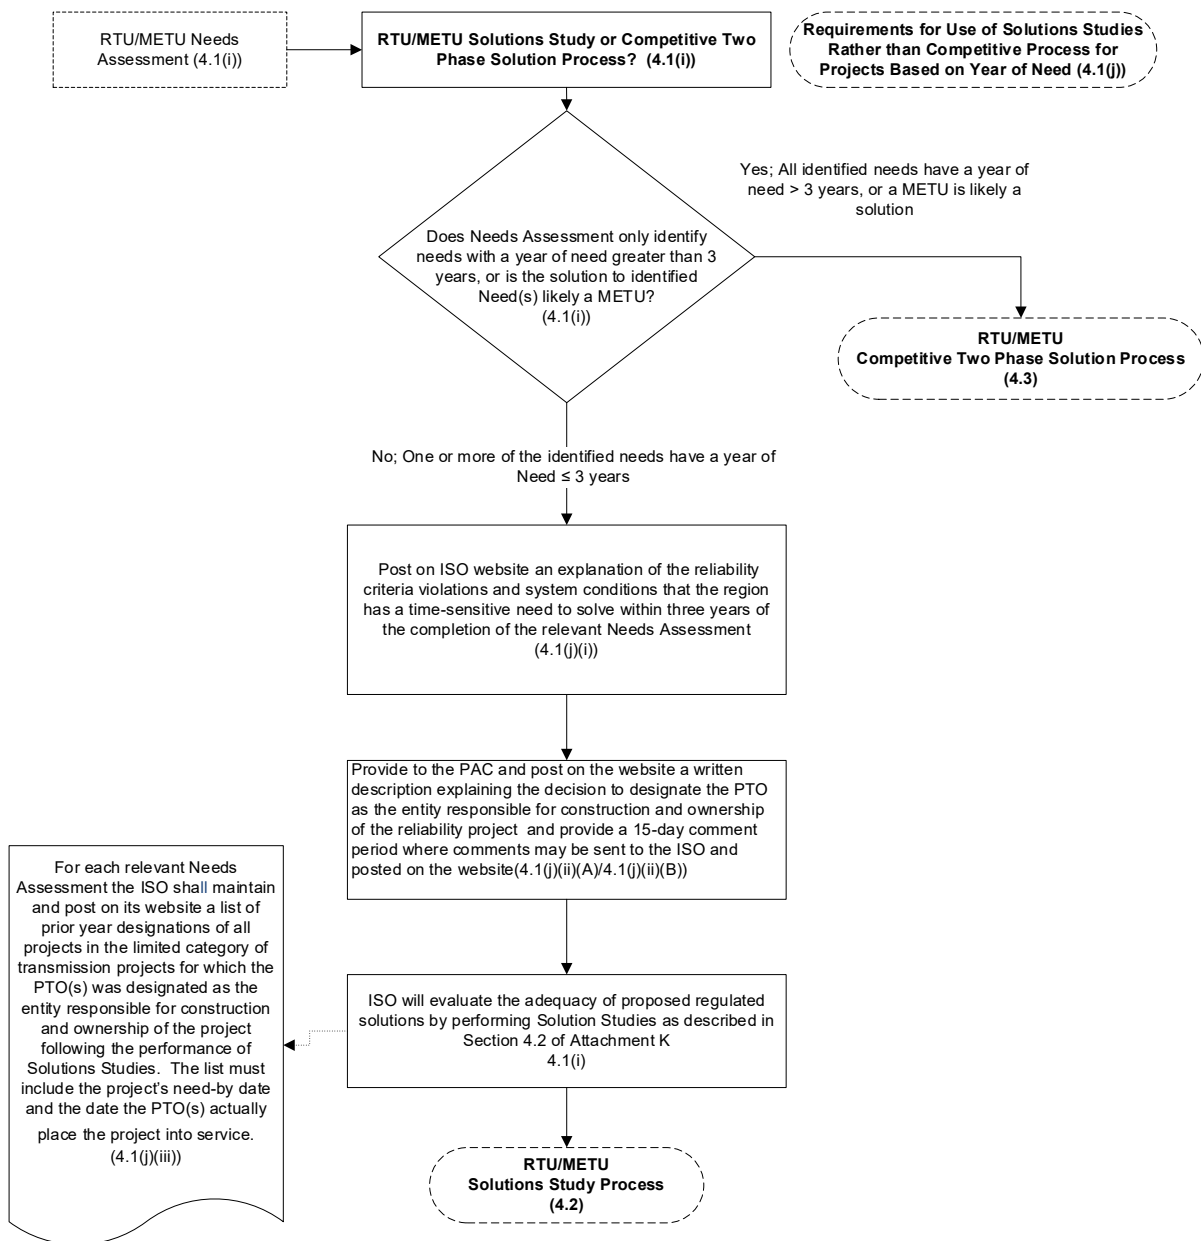 RTU/METU Needs
Assessment (4.1(i))
RTU/METU Solutions Study or Competitive Two
Phase Solution Process?  (4.1(i))
Requirements for Use of Solutions Studies
Rather than Competitive Process for
Projects Based on Year of Need (4.1(j))
Yes; All identified needs have a year of
need > 3 years, or a METU is likely a
solution
Does Needs Assessment only identify
needs with a year of need greater than 3
years, or is the solution to identified
Need(s) likely a METU?
(4.1(i))
RTU/METU
Competitive Two Phase Solution Process
(4.3)
No; One or more of the identified needs have a year of
Need ≤ 3 years
Post on ISO website an explanation of the reliability
criteria violations and system conditions that the region
has a time-sensitive need to solve within three years of
the completion of the relevant Needs Assessment
(4.1(j)(i))
Provide to the PAC and post on the website a written
description explaining the decision to designate the PTO
as the entity responsible for construction and ownership
of the reliability project  and provide a 15-day comment
period where comments may be sent to the ISO and
posted on the website(4.1(j)(ii)(A)/4.1(j)(ii)(B))
For each relevant Needs
Assessment the ISO shall maintain
and post on its website a list of
prior year designations of all
projects in the limited category of
transmission projects for which the
PTO(s) was designated as the
entity responsible for construction
and ownership of the project
following the performance of
Solutions Studies.  The list must
include the project's need-by date
and the date the PTO(s) actually
place the project into service.
(4.1(j)(iii))
ISO will evaluate the adequacy of proposed regulated
solutions by performing Solution Studies as described in
Section 4.2 of Attachment K
4.1(i)
RTU/METU
Solutions Study Process
(4.2)